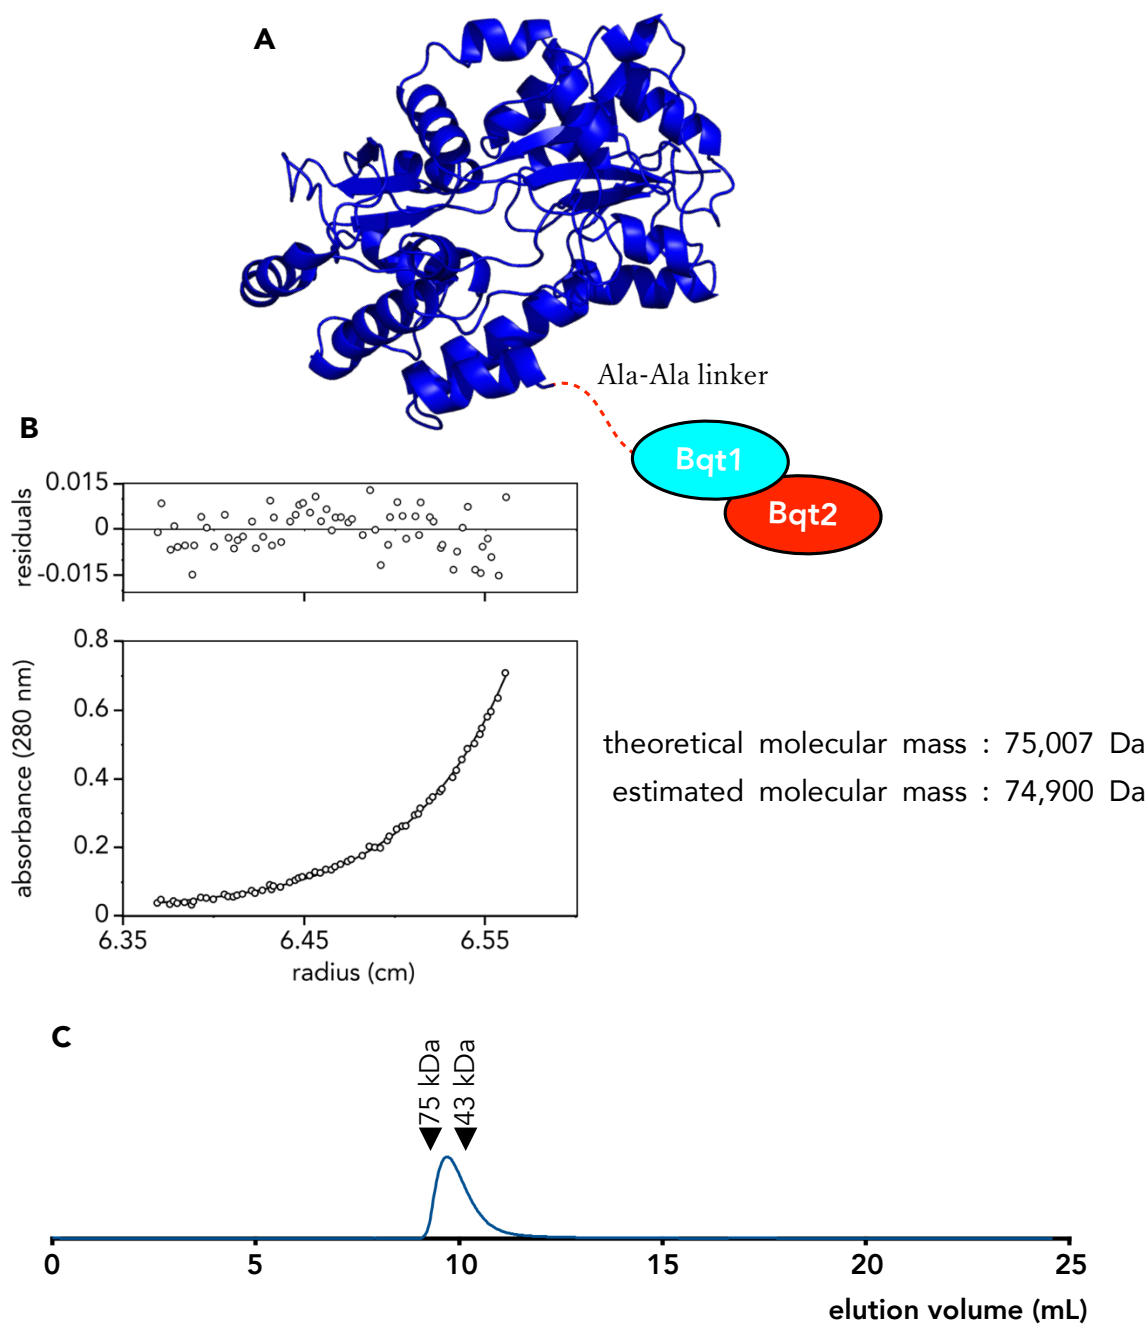 A
Ala-Ala linker
Bqt1
Bqt2
B
0.015
0
-0.015
residuals
0.8
0.6
0.4
0.2
0
absorbance (280 nm)
6.35
6.45
6.55
radius (cm)
theoretical molecular mass : 75,007 Da
estimated molecular mass : 74,900 Da
C
75 kDa
43 kDa
0
5
10
15
20
25
elution volume (mL)